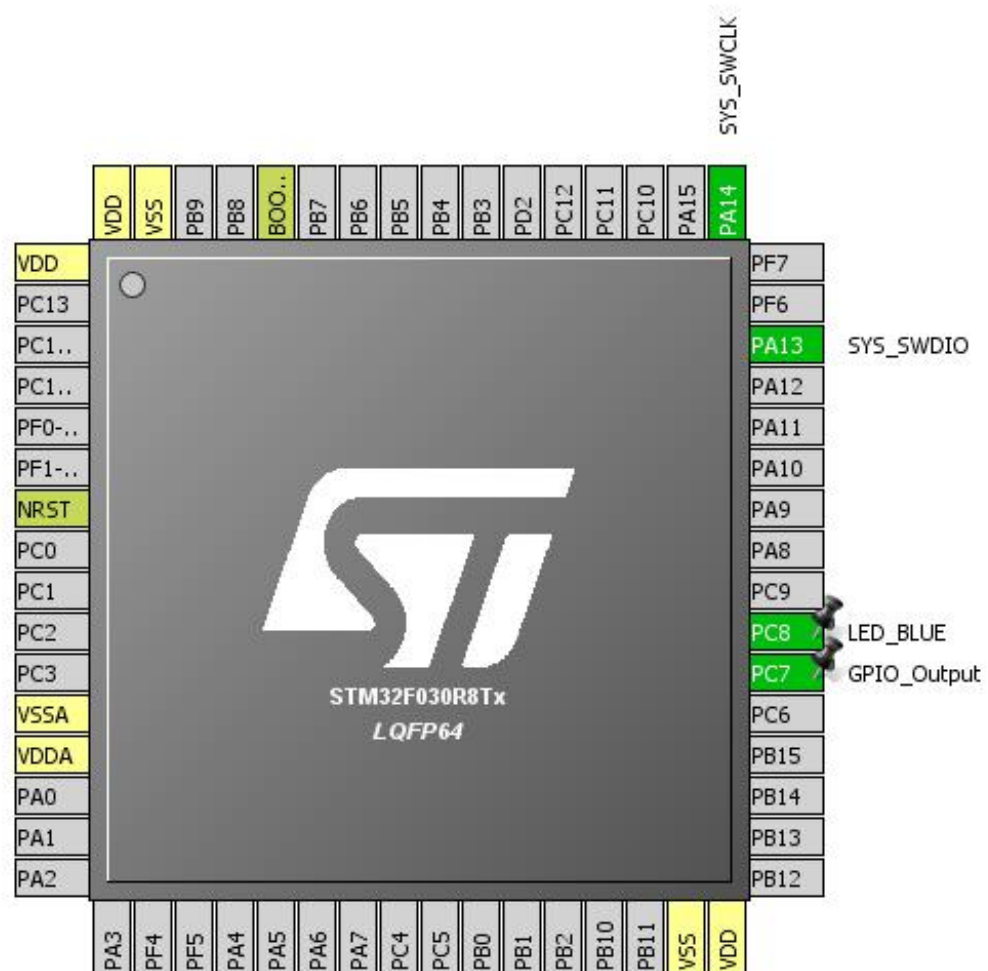 SYS_SWCLK
VDD
VSS
PB9
PB8
BOO..
PB7
PB6
PB5
PB4
PB3
PD2
PC12
PC11
PC10
PA15
PA14
VDD
PC13
PC1..
PC1..
PF0-..
PF1-..
NRST
PC0
PC1
PC2
PC3
VSSA
VDDA
PA0
PA1
PA2
PF7
PF6
PA13 SYS_SWDIO
PA12
PA11
PA10
PA9
PA8
PC9
PC8 LED_BLUE
PC7 GPIO_Output
PC6
PB15
PB14
PB13
PB12
ST
STM32F030R8Tx
LQFP64
PA3
PF4
PF5
PA4
PA5
PA6
PA7
PC4
PC5
PB0
PB1
PB2
PB10
PB11
VSS
VDD